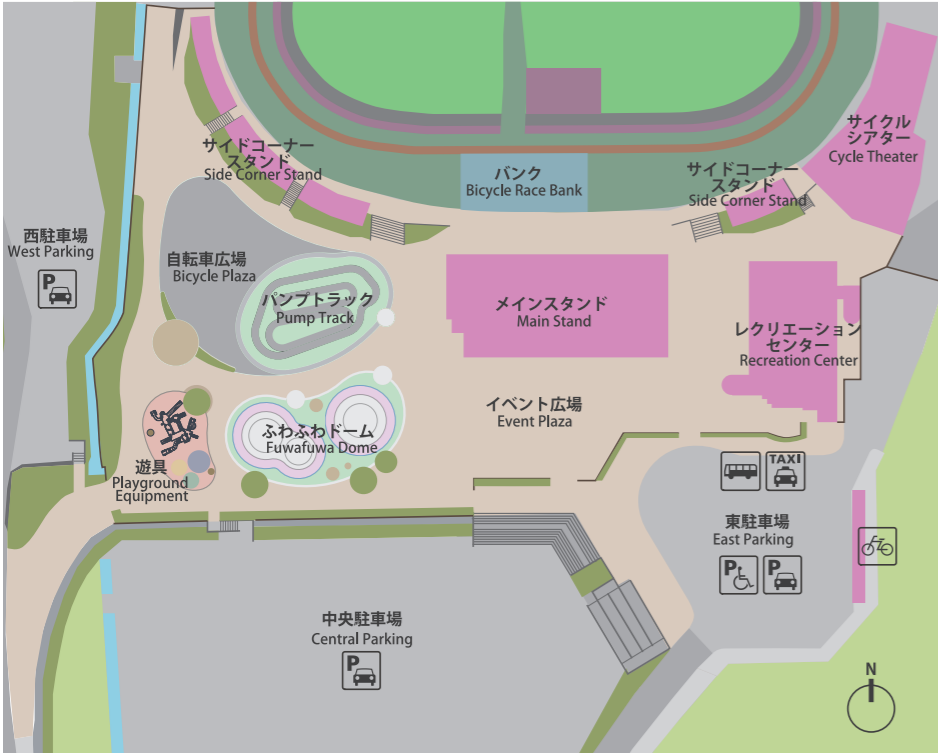 サイクル
シアター
Cycle Theater
サイドコーナー
スタンド
Side Corner Stand
バンク
Bicycle Race Bank
サイドコーナー
スタンド
Side Corner Stand
西駐車場
West Parking
P
自転車広場
Bicycle Plaza
パンプトラック
Pump Track
メインスタンド
Main Stand
レクリエーション
センター
Recreation Center
イベント広場
Event Plaza
ふわふわドーム
Fuwafuwa Dome
遊具
Playground
Equipment
TAXI
東駐車場
East Parking
P
P
中央駐車場
Central Parking
P
N